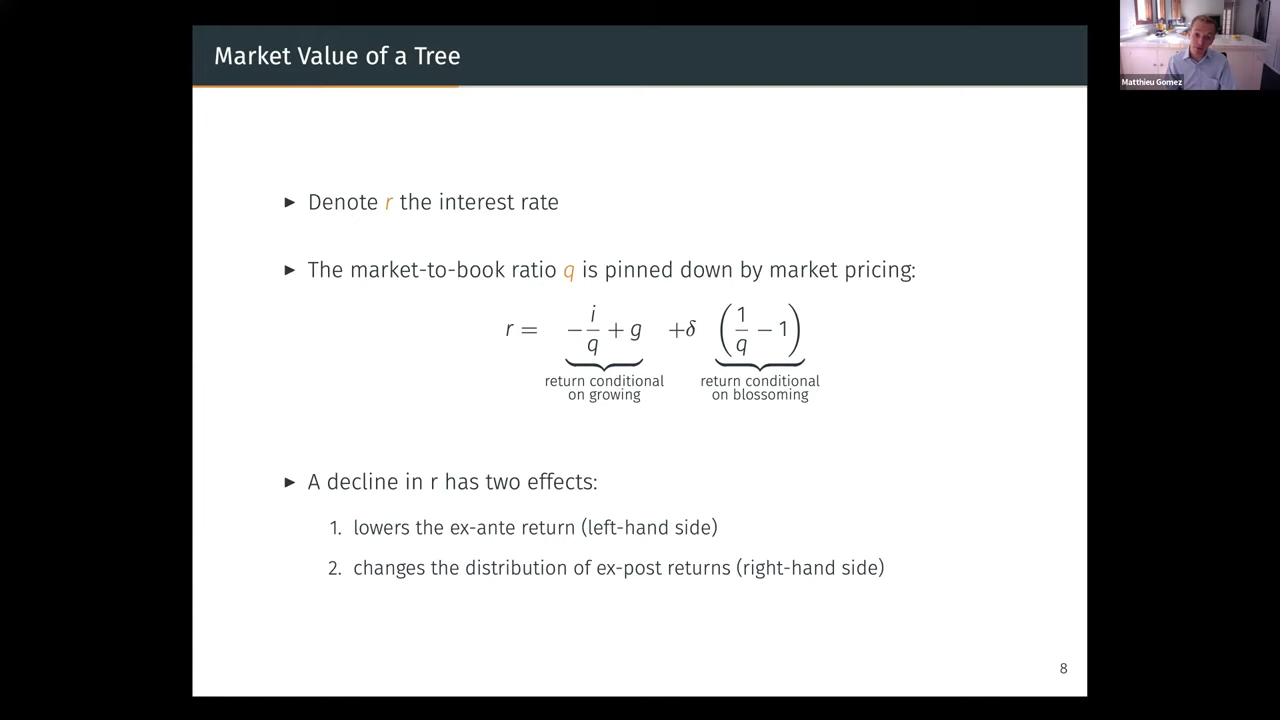 Market Value of a Tree
Matthieu Gomez
► Denote r the interest rate
► The market-to-book ratio q is pinned down by market pricing:
r = −i/q + g +δ (1/q − 1)
return conditional on growing
return conditional on blossoming
► A decline in r has two effects:
1. lowers the ex-ante return (left-hand side)
2. changes the distribution of ex-post returns (right-hand side)
8